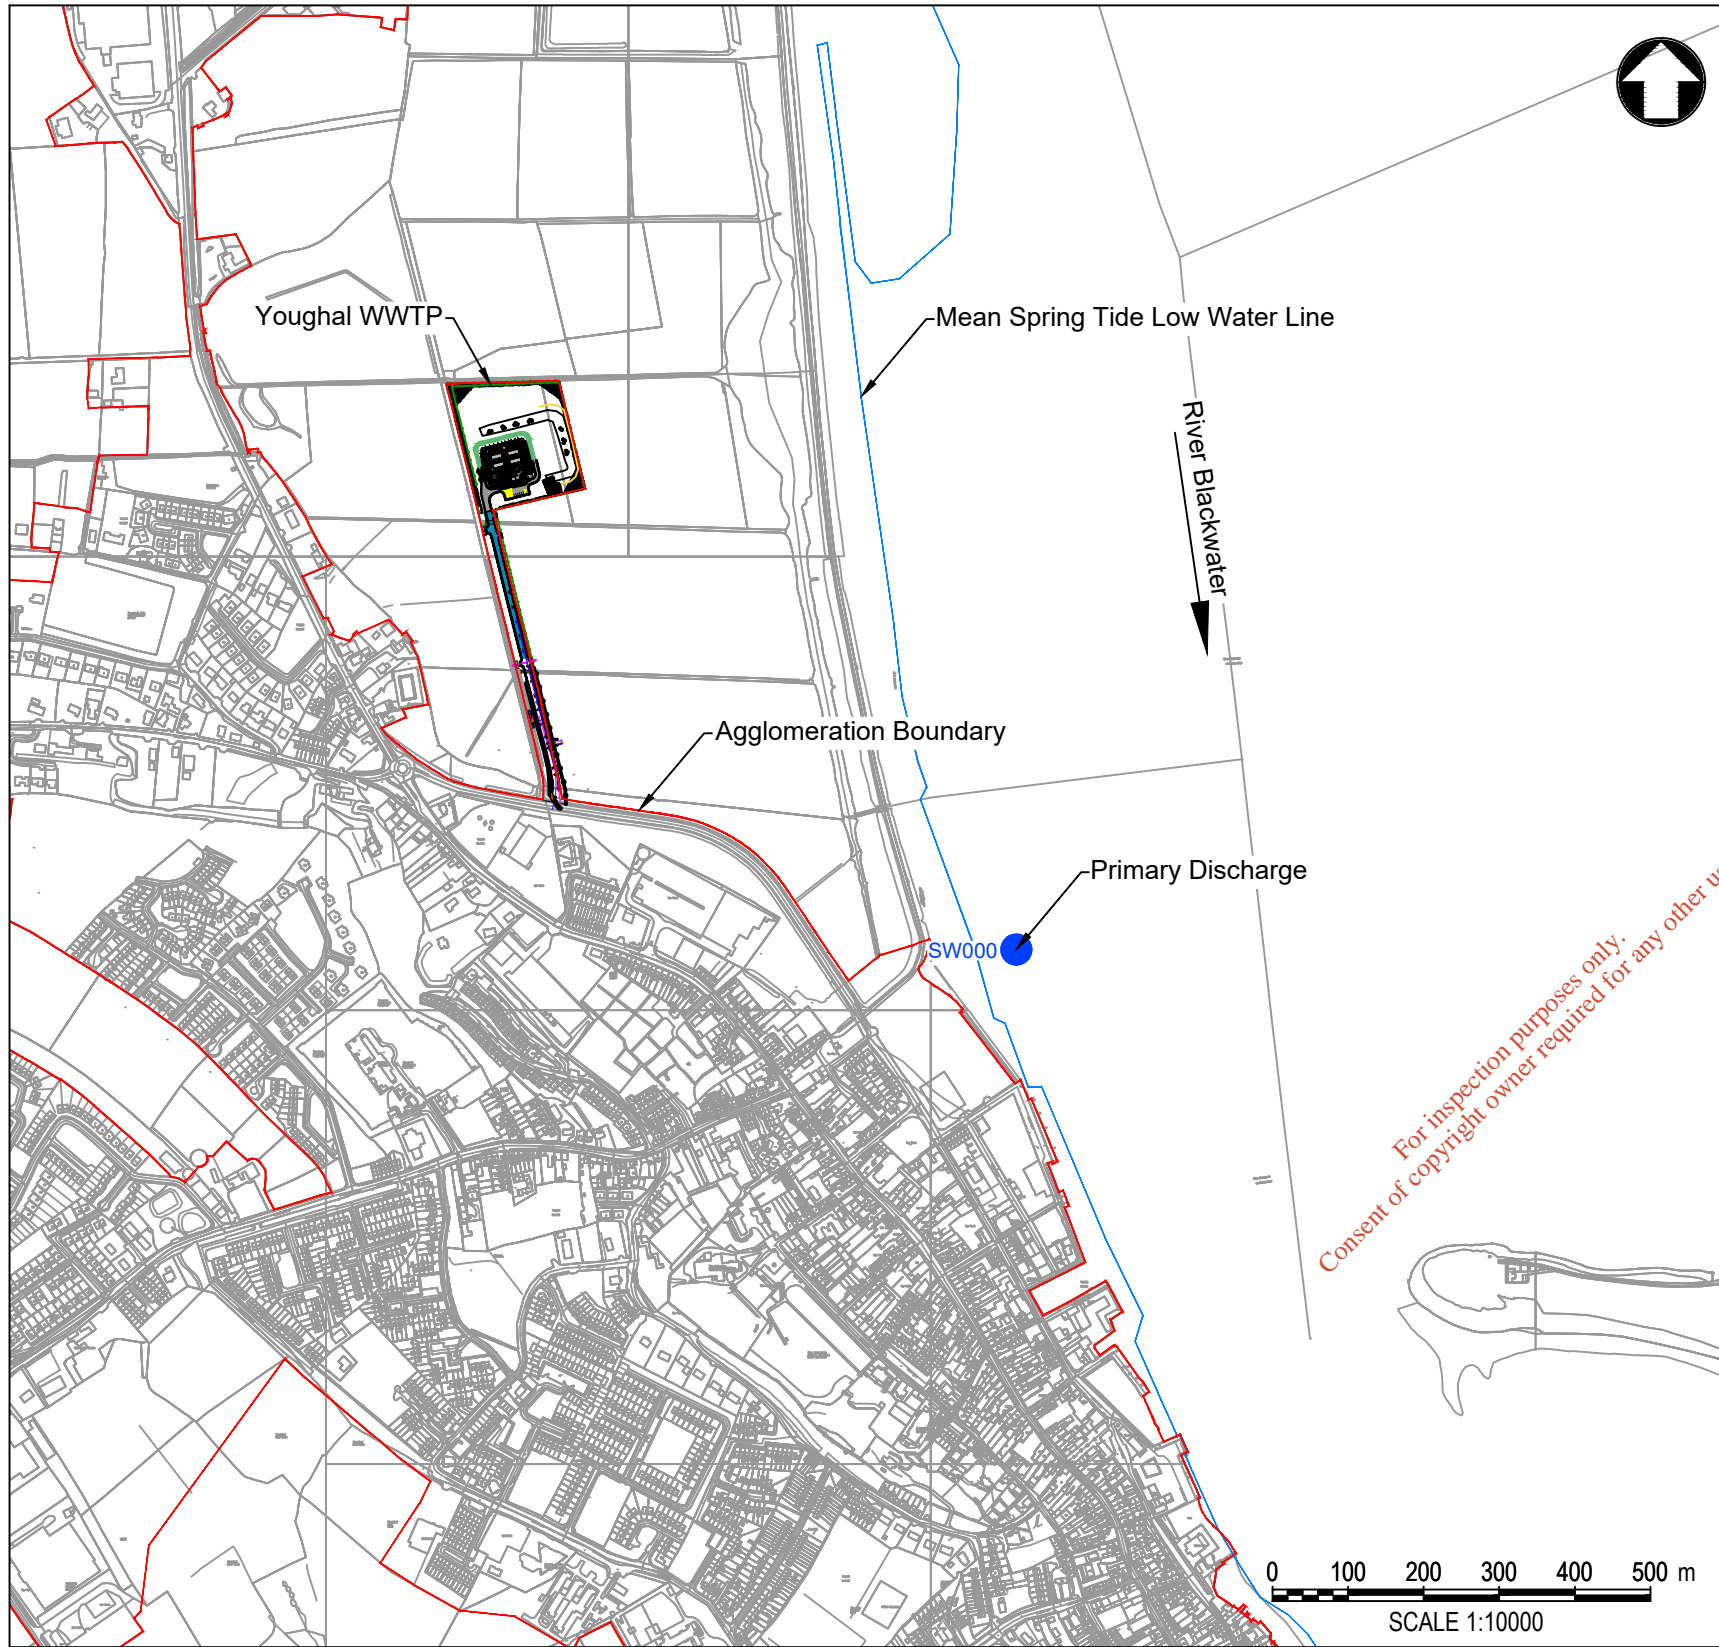 Youghal WWTP
Mean Spring Tide Low Water Line
River Blackwater
Agglomeration Boundary
Primary Discharge
SW000
For inspection purposes only.
Consent of copyright owner required for any other
0 100 200 300 400 500 m
SCALE 1:10000